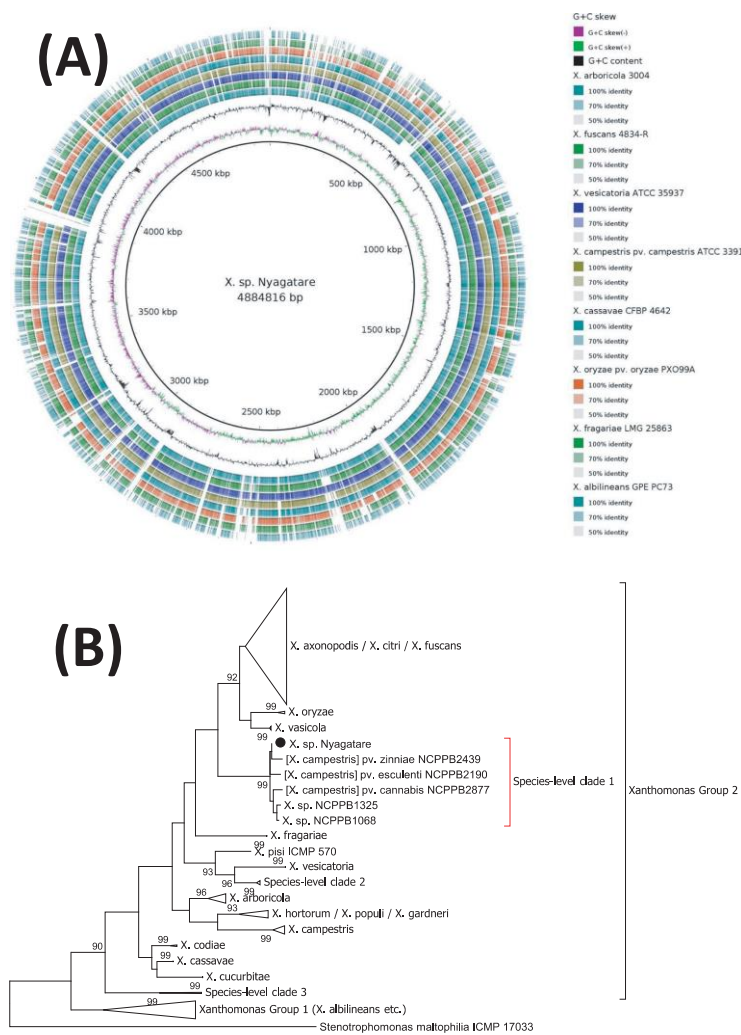 (A)
4500 kbp
500 kbp
4000 kbp
1000 kbp
X. sp. Nyagatare
4884816 bp
3500 kbp
1500 kbp
3000 kbp
2000 kbp
2500 kbp
G+C skew
G+C skew(-)
G+C skew(+)
G+C content
X. arboricola 3004
100% identity
70% identity
50% identity
X. fuscans 4834-R
100% identity
70% identity
50% identity
X. vesicatoria ATCC 35937
100% identity
70% identity
50% identity
X. campestris pv. campestris ATCC 3391
100% identity
70% identity
50% identity
X. cassavae CFBP 4642
100% identity
70% identity
50% identity
X. oryzae pv. oryzae PXO99A
100% identity
70% identity
50% identity
X. fragariae LMG 25863
100% identity
70% identity
50% identity
X. albilineans GPE PC73
100% identity
70% identity
50% identity
(B)
X. axonopodis / X. citri / X. fuscans
92
99 X. oryzae
X. vasicola
99 X. sp. Nyagatare
[X. campestris] pv. zinniae NCPPB2439
[X. campestris] pv. esculenti NCPPB2190
99 [X. campestris] pv. cannabis NCPPB2877
X. sp. NCPPB1325
X. sp. NCPPB1068
Species-level clade 1
Xanthomonas Group 2
X. fragariae
99
X. pisi ICMP 570
93 99 X. vesicatoria
96 Species-level clade 2
99
96 X. arboricola
93 X. hortorum / X. populi / X. gardneri
99 X. campestris
90 99 X. codiae
99 X. cassavae
X. cucurbitae
99 Species-level clade 3
99 Xanthomonas Group 1 (X. albilineans etc.)
Stenotrophomonas maltophilia ICMP 17033